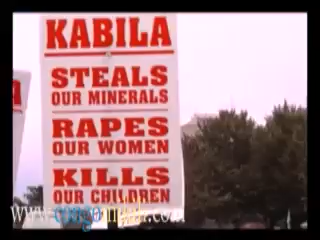 KABILA
STEALS
OUR MINERALS
RAPES
OUR WOMEN
KILLS
OUR CHILDREN